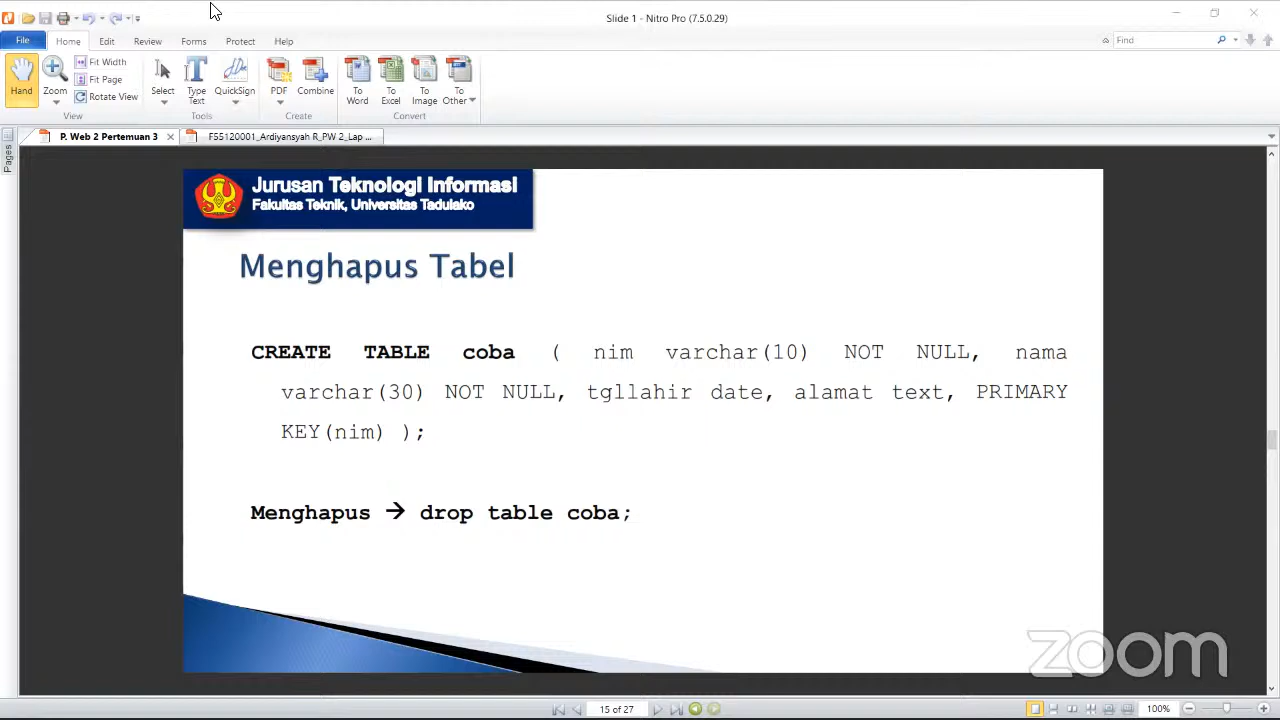 Slide 1 - Nitro Pro (7.5.0.29)
File Home Edit Review Forms Protect Help
Find
Hand
Zoom
Fit Width
Fit Page
Rotate View
View
Select
Type Text
QuickSign
Tools
PDF
Combine
Create
To Word
To Excel
To Image
To Other
Convert
P. Web 2 Pertemuan 3
F55120001_Ardiyansyah R_PW 2_Lap ...
Pages
Jurusan Teknologi Informasi
Fakultas Teknik, Universitas Tadulako
Menghapus Tabel
CREATE TABLE coba ( nim varchar(10) NOT NULL, nama
varchar(30) NOT NULL, tgllahir date, alamat text, PRIMARY
KEY(nim) );
Menghapus → drop table coba;
zoom
15 of 27
100%